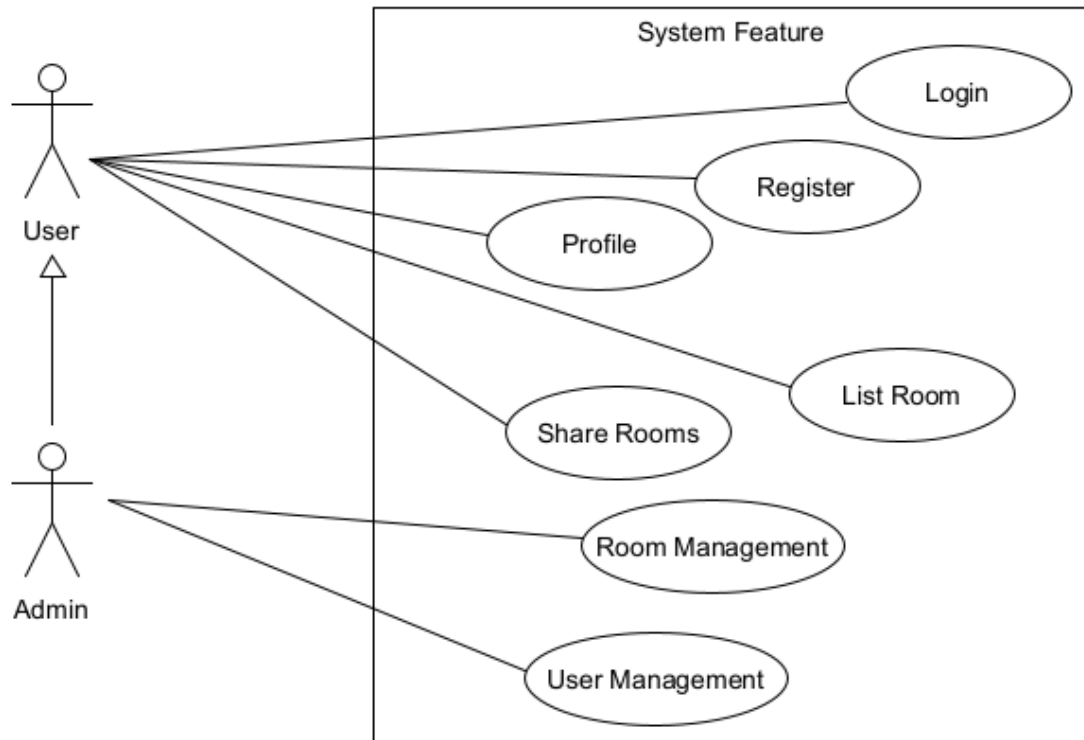 System Feature
Login
Register
User
Profile
List Room
Share Rooms
Room Management
Admin
User Management